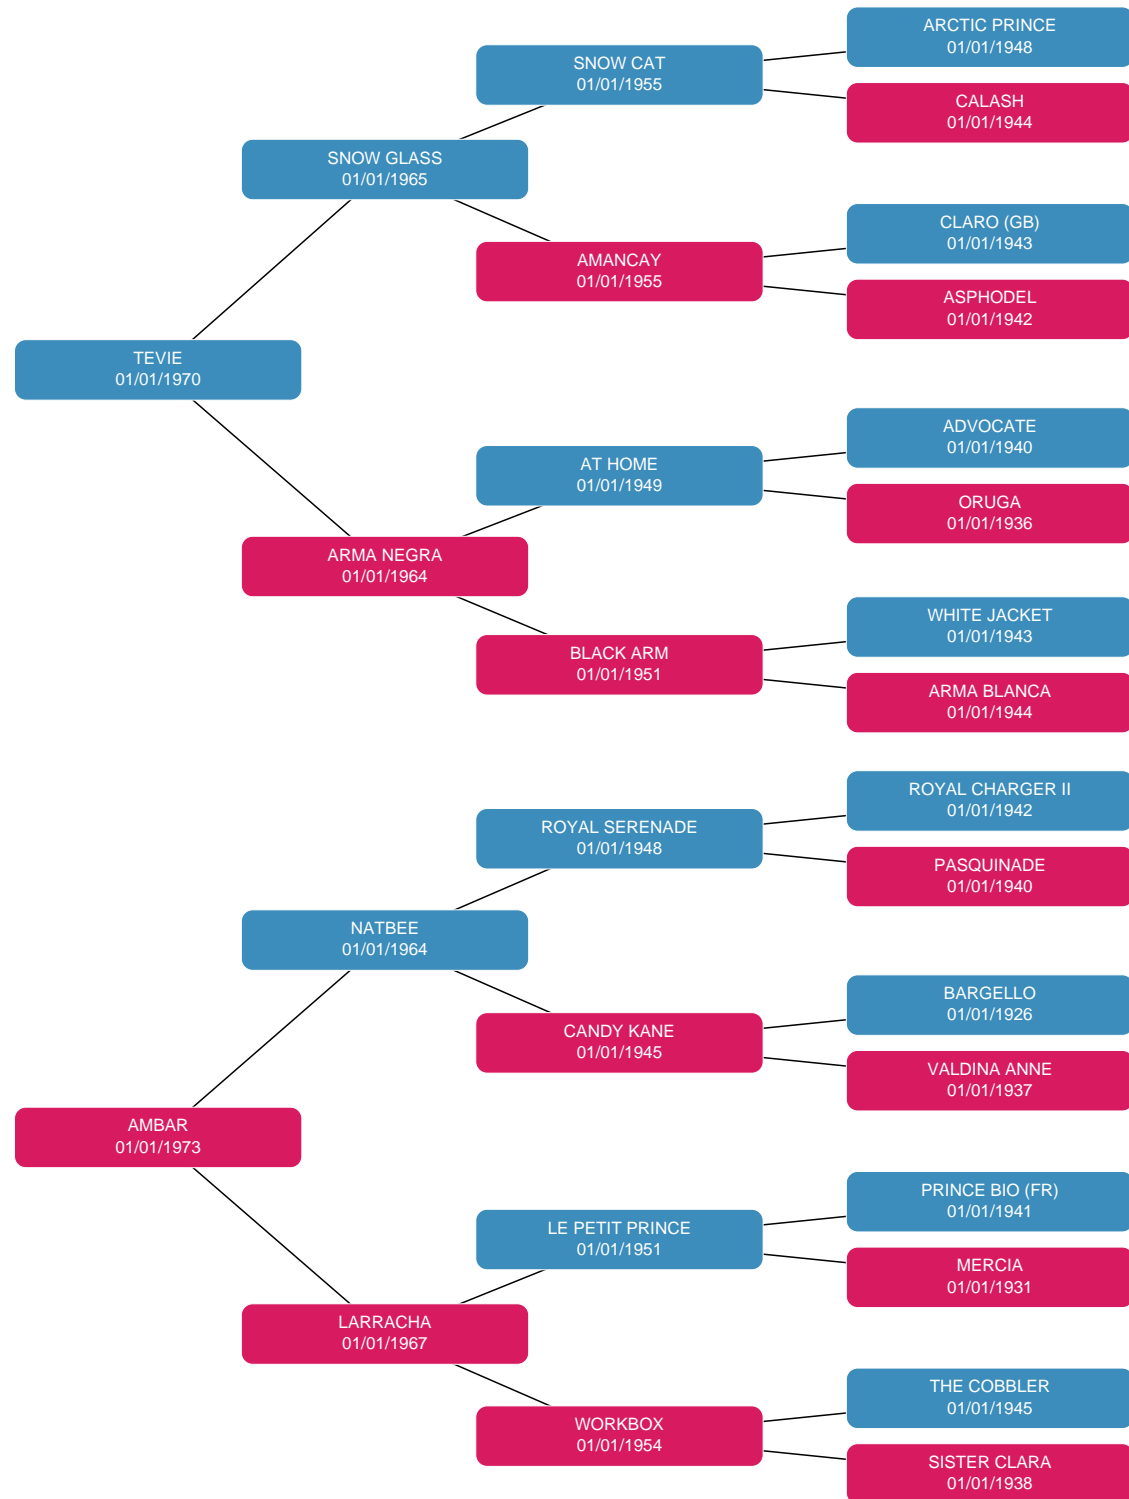 ARCTIC PRINCE
01/01/1948
SNOW CAT
01/01/1955
CALASH
01/01/1944
SNOW GLASS
01/01/1965
CLARO (GB)
01/01/1943
AMANCAY
01/01/1955
ASPHODEL
01/01/1942
TEVIE
01/01/1970
ADVOCATE
01/01/1940
AT HOME
01/01/1949
ORUGA
01/01/1936
ARMA NEGRA
01/01/1964
WHITE JACKET
01/01/1943
BLACK ARM
01/01/1951
ARMA BLANCA
01/01/1944
ROYAL CHARGER II
01/01/1942
ROYAL SERENADE
01/01/1948
PASQUINADE
01/01/1940
NATBEE
01/01/1964
BARGELLO
01/01/1926
CANDY KANE
01/01/1945
VALDINA ANNE
01/01/1937
AMBAR
01/01/1973
PRINCE BIO (FR)
01/01/1941
LE PETIT PRINCE
01/01/1951
MERCIA
01/01/1931
LARRACHA
01/01/1967
THE COBBLER
01/01/1945
WORKBOX
01/01/1954
SISTER CLARA
01/01/1938